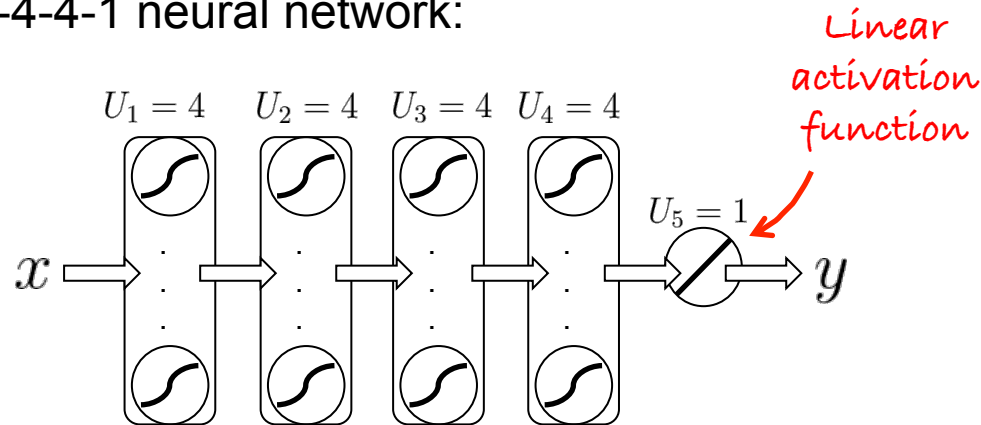 -4-4-1 neural network:
Linear
activation
function
U₁ = 4 U₂ = 4 U₃ = 4 U₄ = 4
U₅ = 1
x
y